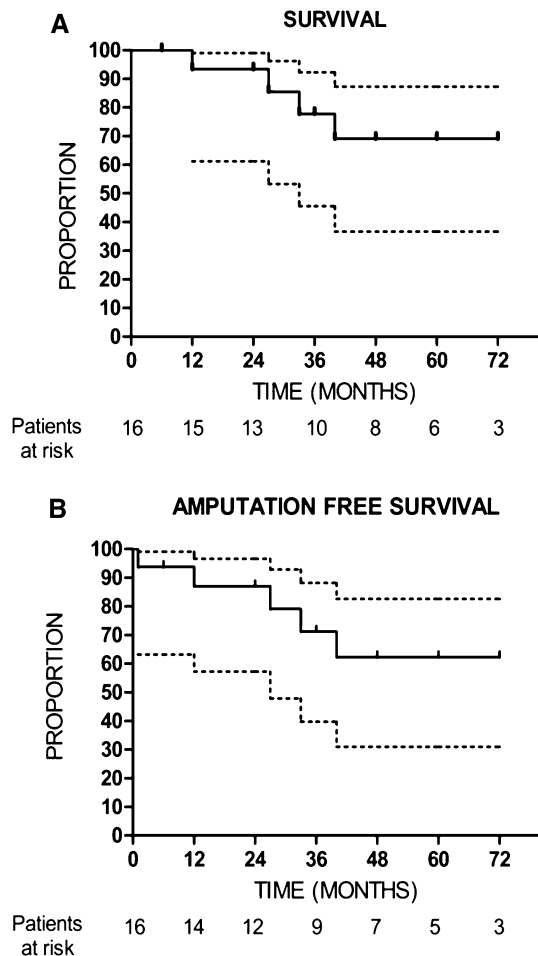 A
SURVIVAL
100
90
80
70
60
50
40
30
20
10
0
PROPORTION
0 12 24 36 48 60 72
TIME (MONTHS)
Patients at risk 16 15 13 10 8 6 3
B
AMPUTATION FREE SURVIVAL
100
90
80
70
60
50
40
30
20
10
0
PROPORTION
0 12 24 36 48 60 72
TIME (MONTHS)
Patients at risk 16 14 12 9 7 5 3